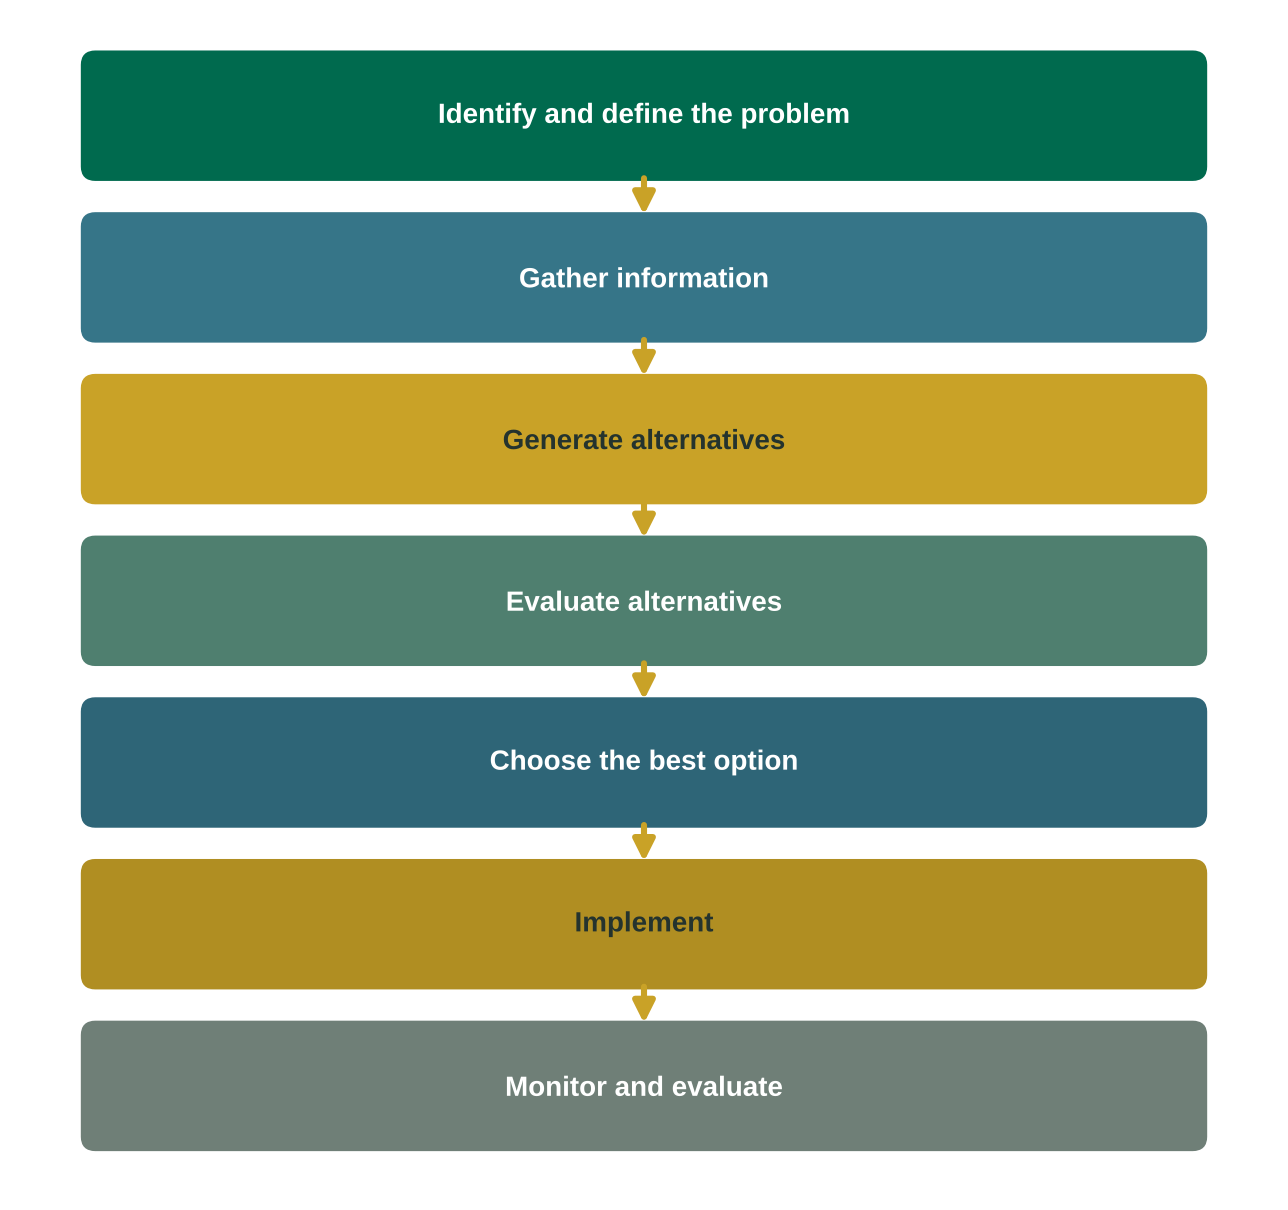 Identify and define the problem
Gather information
Generate alternatives
Evaluate alternatives
Choose the best option
Implement
Monitor and evaluate